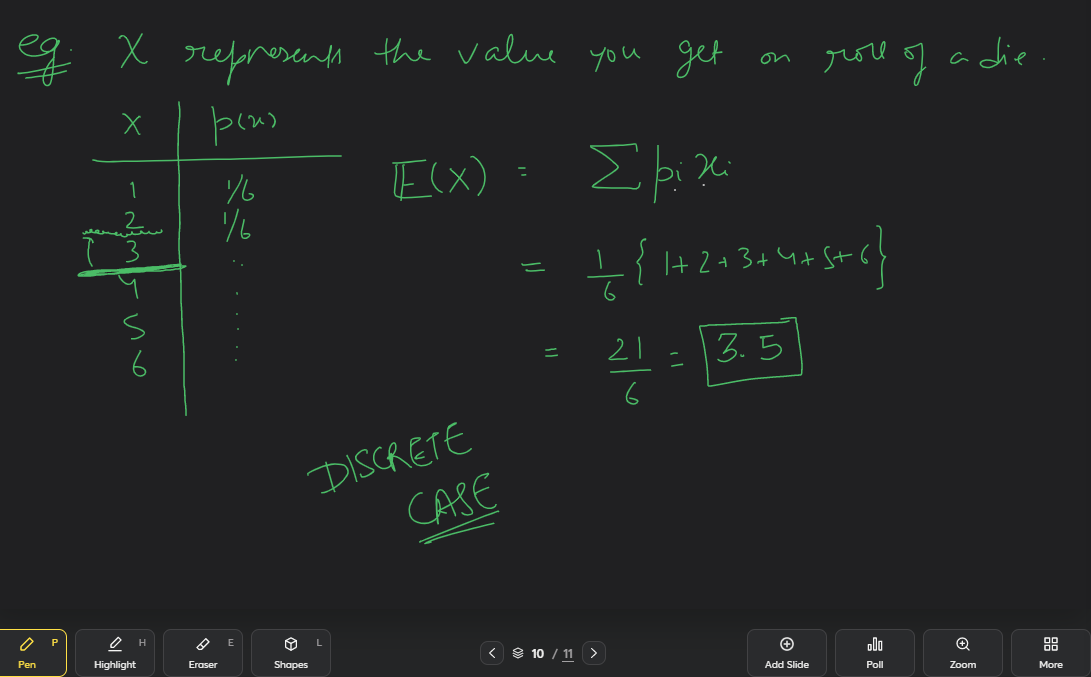 eg. X represents the value you get on roll of a die.
X p(x)
E(X) = Σ pi xi
1 1/6
2 1/6
3
4
5
6
= 1/6 { 1+2+3+4+5+6 }
= 21/6 = 3.5
DISCRETE
CASE
P H E L
Pen Highlight Eraser Shapes
10 / 11
Add Slide Poll Zoom More